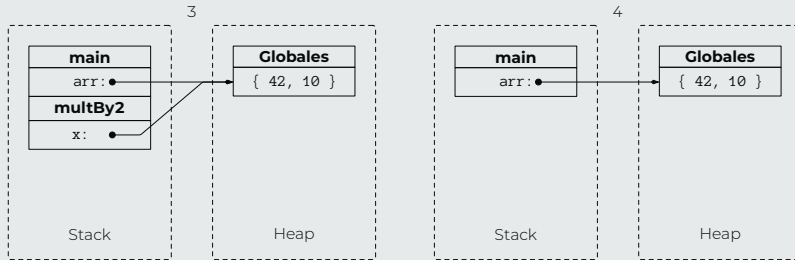 3
main
arr:
multBy2
x:
Stack
Globales
{ 42, 10 }
Heap
4
main
arr:
Stack
Globales
{ 42, 10 }
Heap